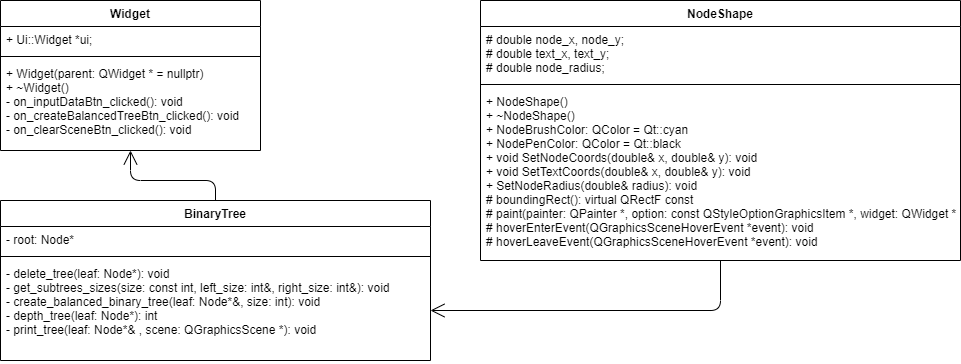 Widget
+ Ui::Widget *ui;
+ Widget(parent: QWidget * = nullptr)
+ ~Widget()
- on_inputDataBtn_clicked(): void
- on_createBalancedTreeBtn_clicked(): void
- on_clearSceneBtn_clicked(): void
NodeShape
# double node_x, node_y;
# double text_x, text_y;
# double node_radius;
+ NodeShape()
+ ~NodeShape()
+ NodeBrushColor: QColor = Qt::cyan
+ NodePenColor: QColor = Qt::black
+ void SetNodeCoords(double& x, double& y): void
+ void SetTextCoords(double& x, double& y): void
+ SetNodeRadius(double& radius): void
# boundingRect(): virtual QRectF const
# paint(painter: QPainter *, option: const QStyleOptionGraphicsItem *, widget: QWidget *
# hoverEnterEvent(QGraphicsSceneHoverEvent *event): void
# hoverLeaveEvent(QGraphicsSceneHoverEvent *event): void
BinaryTree
- root: Node*
- delete_tree(leaf: Node*): void
- get_subtrees_sizes(size: const int, left_size: int&, right_size: int&): void
- create_balanced_binary_tree(leaf: Node*&, size: int): void
- depth_tree(leaf: Node*): int
- print_tree(leaf: Node*& , scene: QGraphicsScene *): void